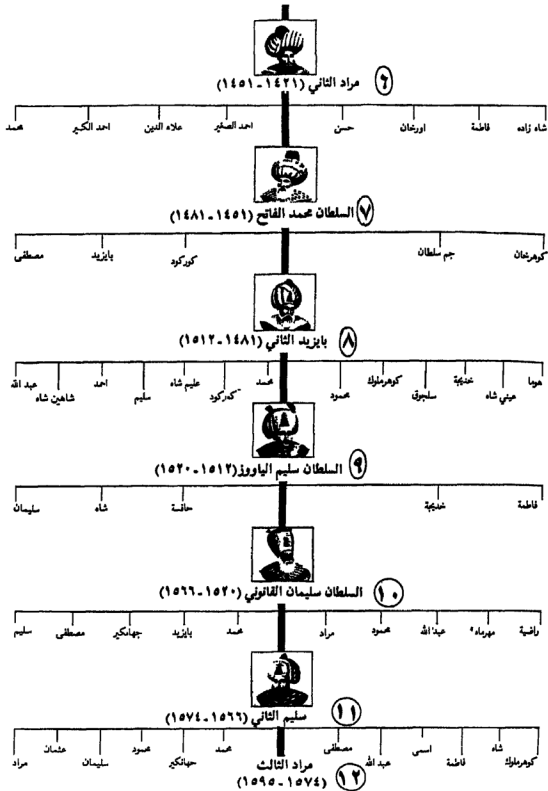 ٦ مراد الثاني (١٤٢١-١٤٥١)
شاه زاده فاطمة اورخان حسن احمد الصغير علاء الدين احمد الكبير محمد
٧ السلطان محمد الفاتح (١٤٥١-١٤٨١)
كوهرخان جم سلطان كوركود بايزيد مصطفى
٨ بايزيد الثاني (١٤٨١-١٥١٢)
هوما عيني شاه خديجة سلجوق كوهرملوك محمود محمد كوركود عليم شاه سليم احمد شاهين شاه عبد الله
٩ السلطان سليم الياووز (١٥١٢-١٥٢٠)
فاطمة خديجة حافسة شاه سليمان
١٠ السلطان سليمان القانوني (١٥٢٠-١٥٦٦)
راضية مهرماه عبد الله محمود مراد محمد بايزيد جهانكير مصطفى سليم
١١ سليم الثاني (١٥٦٦-١٥٧٤)
كوهرملوك شاه فاطمة اسمى عبد الله مصطفى محمد جهانكير محمود سليمان عثمان مراد
مراد الثالث
١٢ (١٥٧٤-١٥٩٥)